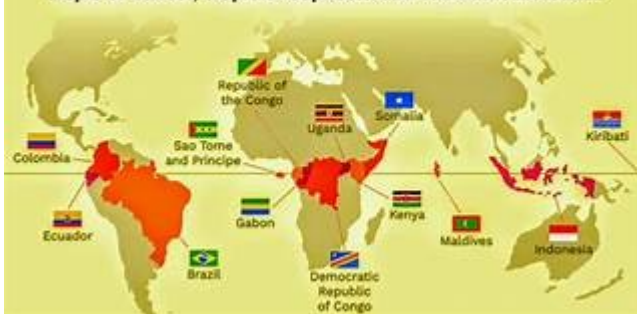 Republic of
the Congo
Uganda
Somalia
Kiribati
Colombia
Sao Tome
and Principe
Ecuador
Gabon
Kenya
Maldives
Indonesia
Brazil
Democratic
Republic
of Congo